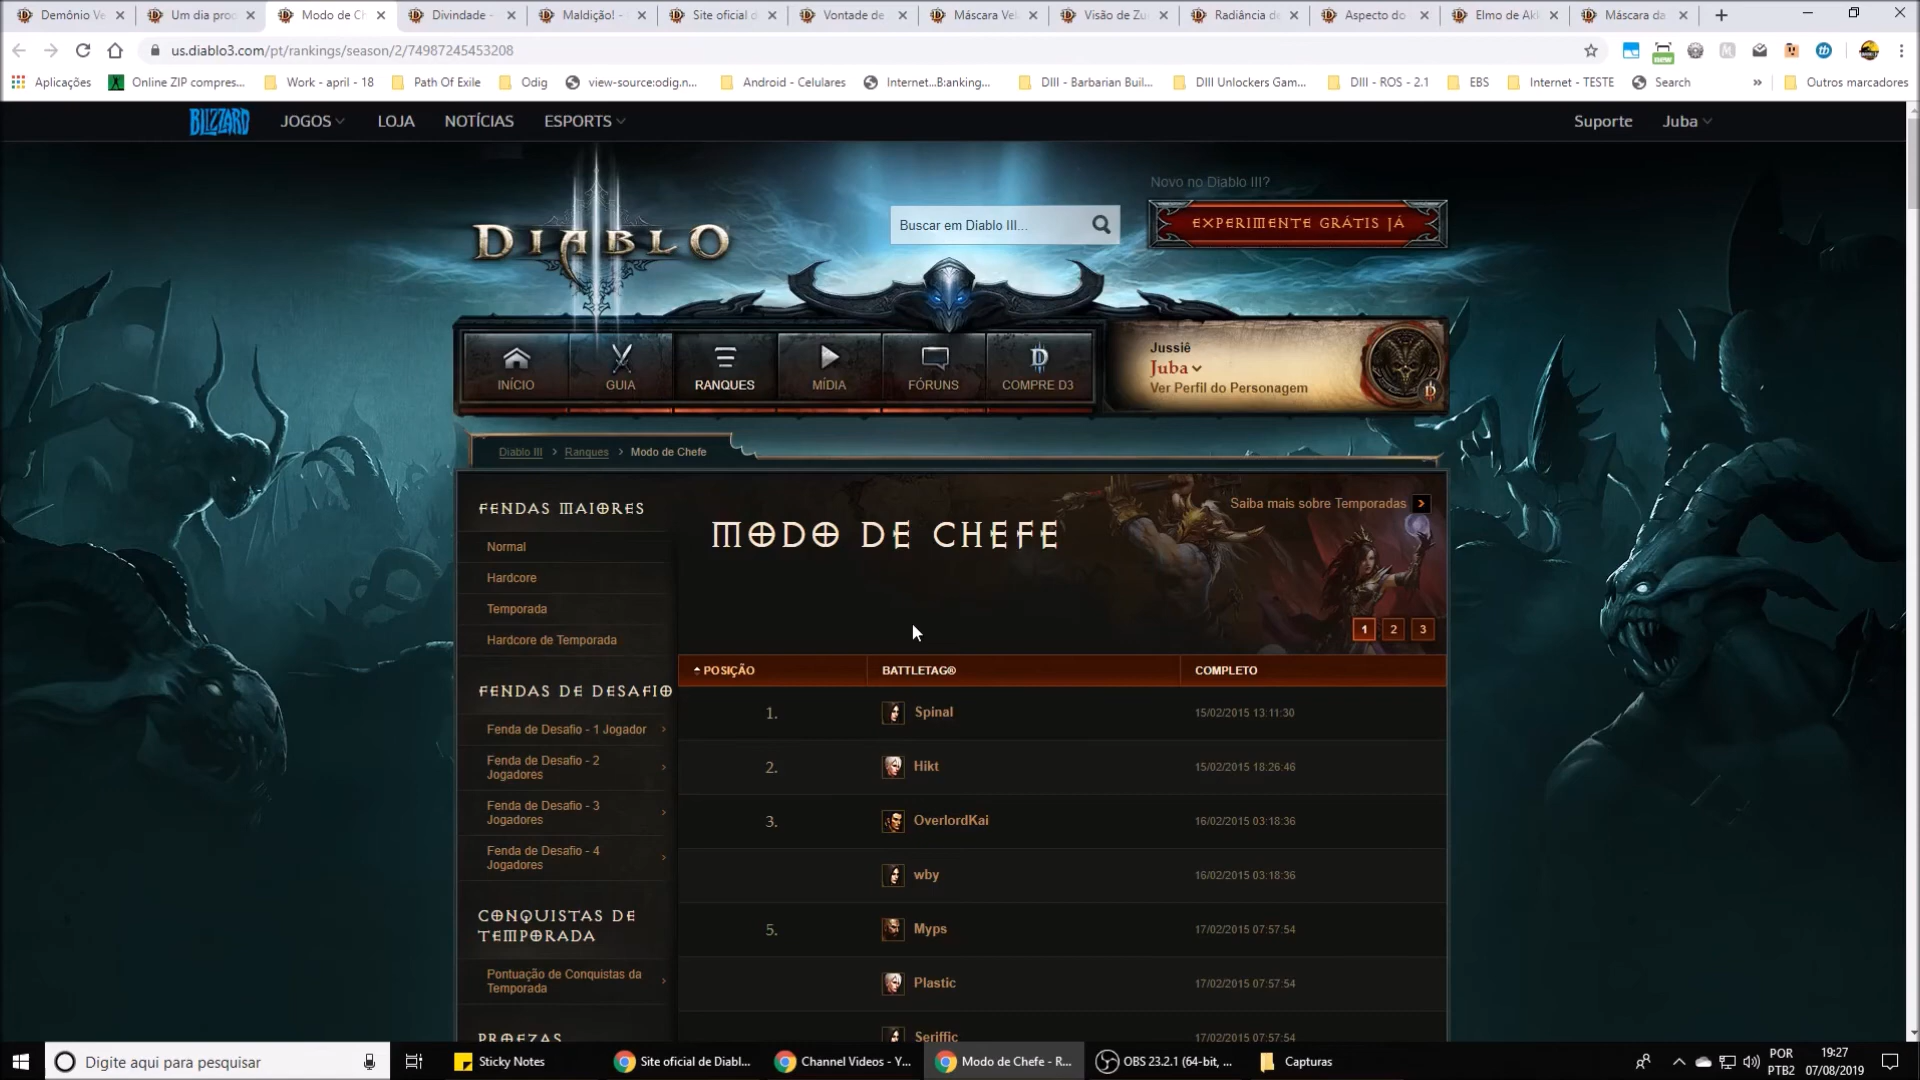 Demônio Ve
Um dia pro
Modo de Ch
Divindade -
Maldição! -
Site oficial d
Vontade de
Máscara Vel
Visão de Zu
Radiância de
Aspecto do
Elmo de Ak
Máscara da
us.diablo3.com/pt/rankings/season/2/74987245453208
Aplicações
Online ZIP compres...
Work - april - 18
Path Of Exile
Odig
view-source:odig.n...
Android - Celulares
Internet...B:anking,...
DIII - Barbarian Buil...
DIII Unlockers Gam...
DIII - ROS - 2.1
EBS
Internet - TESTE
Search
»
Outros marcadores
BLIZZARD
JOGOS
LOJA
NOTÍCIAS
ESPORTS
Suporte
Juba
Novo no Diablo III?
DIABLO
Buscar em Diablo III...
EXPERIMENTE GRÁTIS JÁ
INÍCIO
GUIA
RANQUES
MÍDIA
FÓRUNS
COMPRE D3
Jussiê
Juba
Ver Perfil do Personagem
Diablo III > Ranques > Modo de Chefe
FENDAS MAIORES
Normal
Hardcore
Temporada
Hardcore de Temporada
FENDAS DE DESAFIO
Fenda de Desafio - 1 Jogador
Fenda de Desafio - 2
Jogadores
Fenda de Desafio - 3
Jogadores
Fenda de Desafio - 4
Jogadores
CONQUISTAS DE
TEMPORADA
Pontuação de Conquistas da
Temporada
PROEZAS
Saiba mais sobre Temporadas
MODO DE CHEFE
1 2 3
POSIÇÃO BATTLETAG® COMPLETO
1. Spinal 15/02/2015 13:11:30
2. Hikt 15/02/2015 18:26:46
3. OverlordKai 16/02/2015 03:18:36
wby 16/02/2015 03:18:36
5. Myps 17/02/2015 07:57:54
Plastic 17/02/2015 07:57:54
Seriffic 17/02/2015 07:57:54
Digite aqui para pesquisar
Sticky Notes
Site oficial de Diabl...
Channel Videos - Y...
Modo de Chefe - R...
OBS 23.2.1 (64-bit, ...
Capturas
POR
PTB2
19:27
07/08/2019